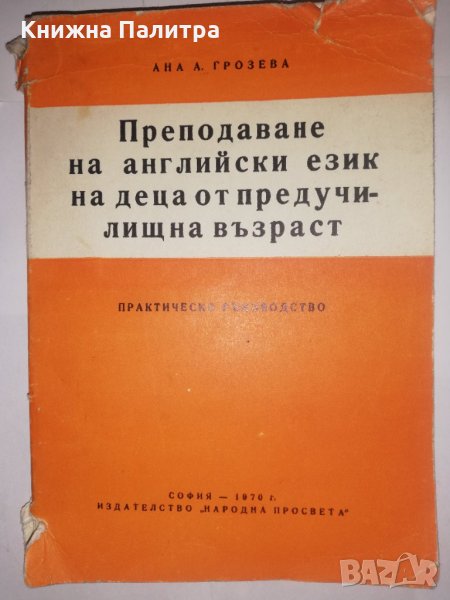 Книжна Палитра
АНА А. ГРОЗЕВА
Преподаване
на английски език
на деца от предучи-
лищна възраст
ПРАКТИЧЕСКО РЪКОВОДСТВО
СОФИЯ — 1970 г.
ИЗДАТЕЛСТВО „НАРОДНА ПРОСВЕТА"
BAZAR